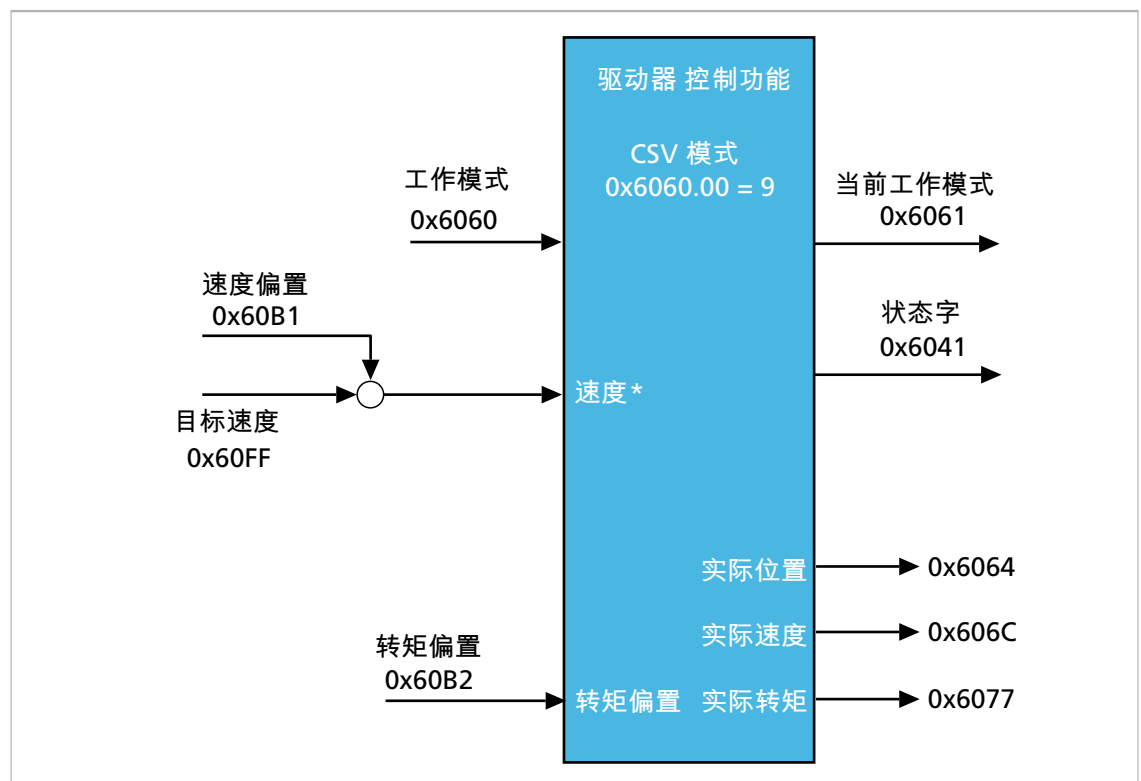 驱动器 控制功能
CSV 模式
0x6060.00 = 9
工作模式
0x6060
当前工作模式
0x6061
速度偏置
0x60B1
状态字
0x6041
速度*
目标速度
0x60FF
实际位置
0x6064
实际速度
0x606C
转矩偏置
0x60B2
转矩偏置
实际转矩
0x6077